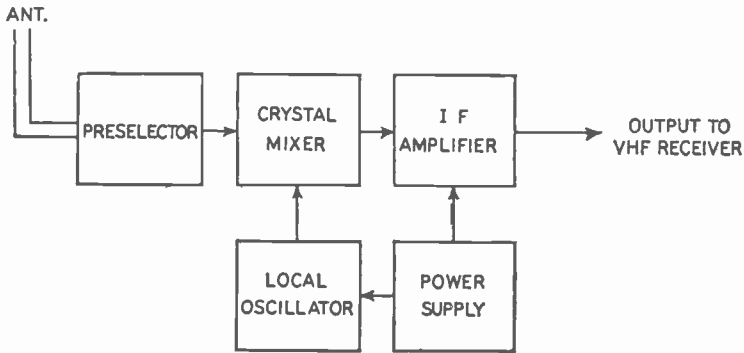 ANT.
PRESELECTOR
CRYSTAL
MIXER
I F
AMPLIFIER
OUTPUT TO
VHF RECEIVER
LOCAL
OSCILLATOR
POWER
SUPPLY